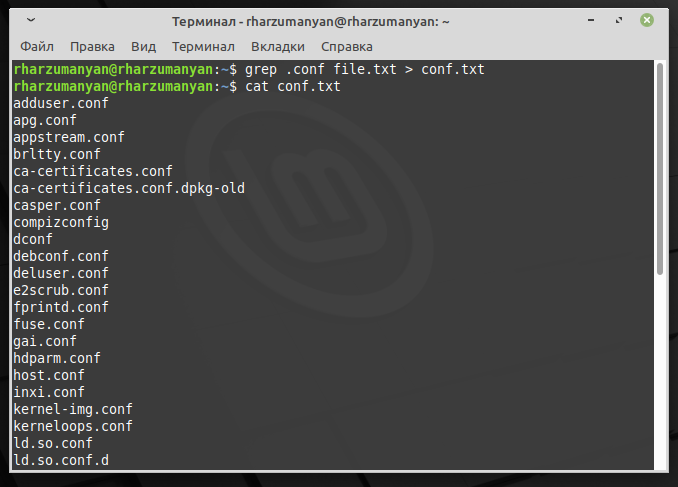 Терминал - rharzumanyan@rharzumanyan: ~
Файл Правка Вид Терминал Вкладки Справка
rharzumanyan@rharzumanyan:~$ grep .conf file.txt > conf.txt
rharzumanyan@rharzumanyan:~$ cat conf.txt
adduser.conf
apg.conf
appstream.conf
brltty.conf
ca-certificates.conf
ca-certificates.conf.dpkg-old
casper.conf
compizconfig
dconf
debconf.conf
deluser.conf
e2scrub.conf
fprintd.conf
fuse.conf
gai.conf
hdparm.conf
host.conf
inxi.conf
kernel-img.conf
kerneloops.conf
ld.so.conf
ld.so.conf.d